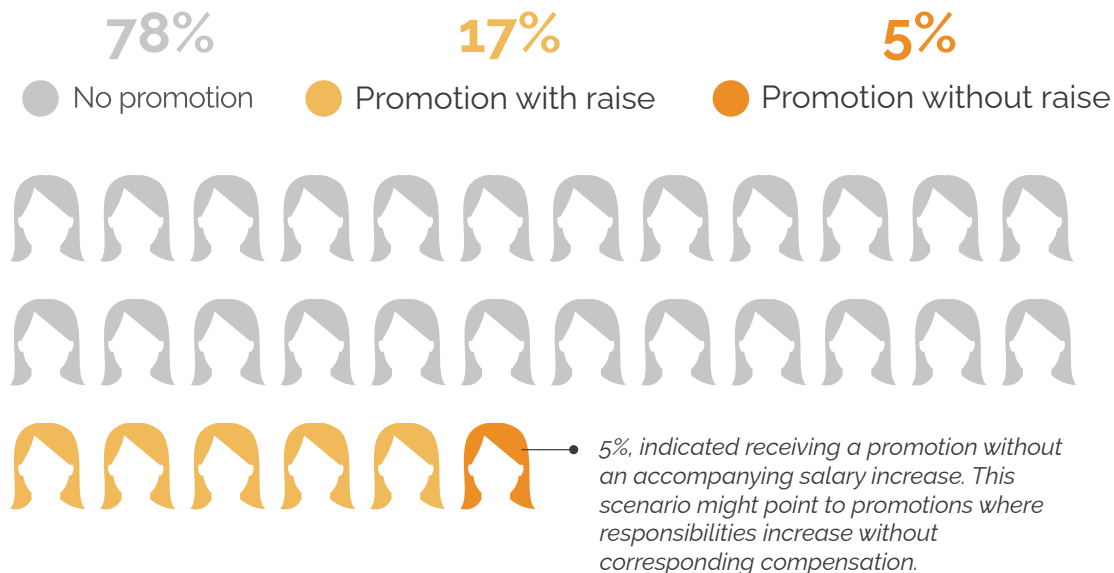 78% 17% 5%
No promotion Promotion with raise Promotion without raise
5%, indicated receiving a promotion without
an accompanying salary increase. This
scenario might point to promotions where
responsibilities increase without
corresponding compensation.